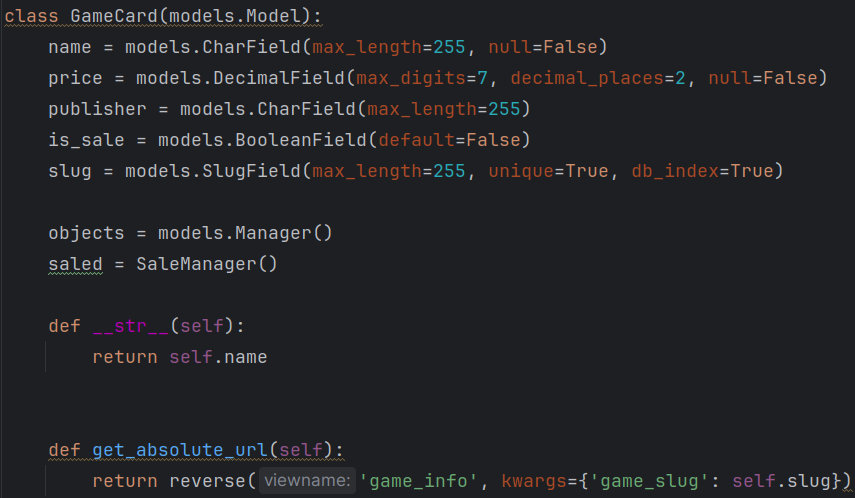 class GameCard(models.Model):
    name = models.CharField(max_length=255, null=False)
    price = models.DecimalField(max_digits=7, decimal_places=2, null=False)
    publisher = models.CharField(max_length=255)
    is_sale = models.BooleanField(default=False)
    slug = models.SlugField(max_length=255, unique=True, db_index=True)

    objects = models.Manager()
    saled = SaleManager()

    def __str__(self):
        return self.name


    def get_absolute_url(self):
        return reverse( viewname: 'game_info', kwargs={'game_slug': self.slug})